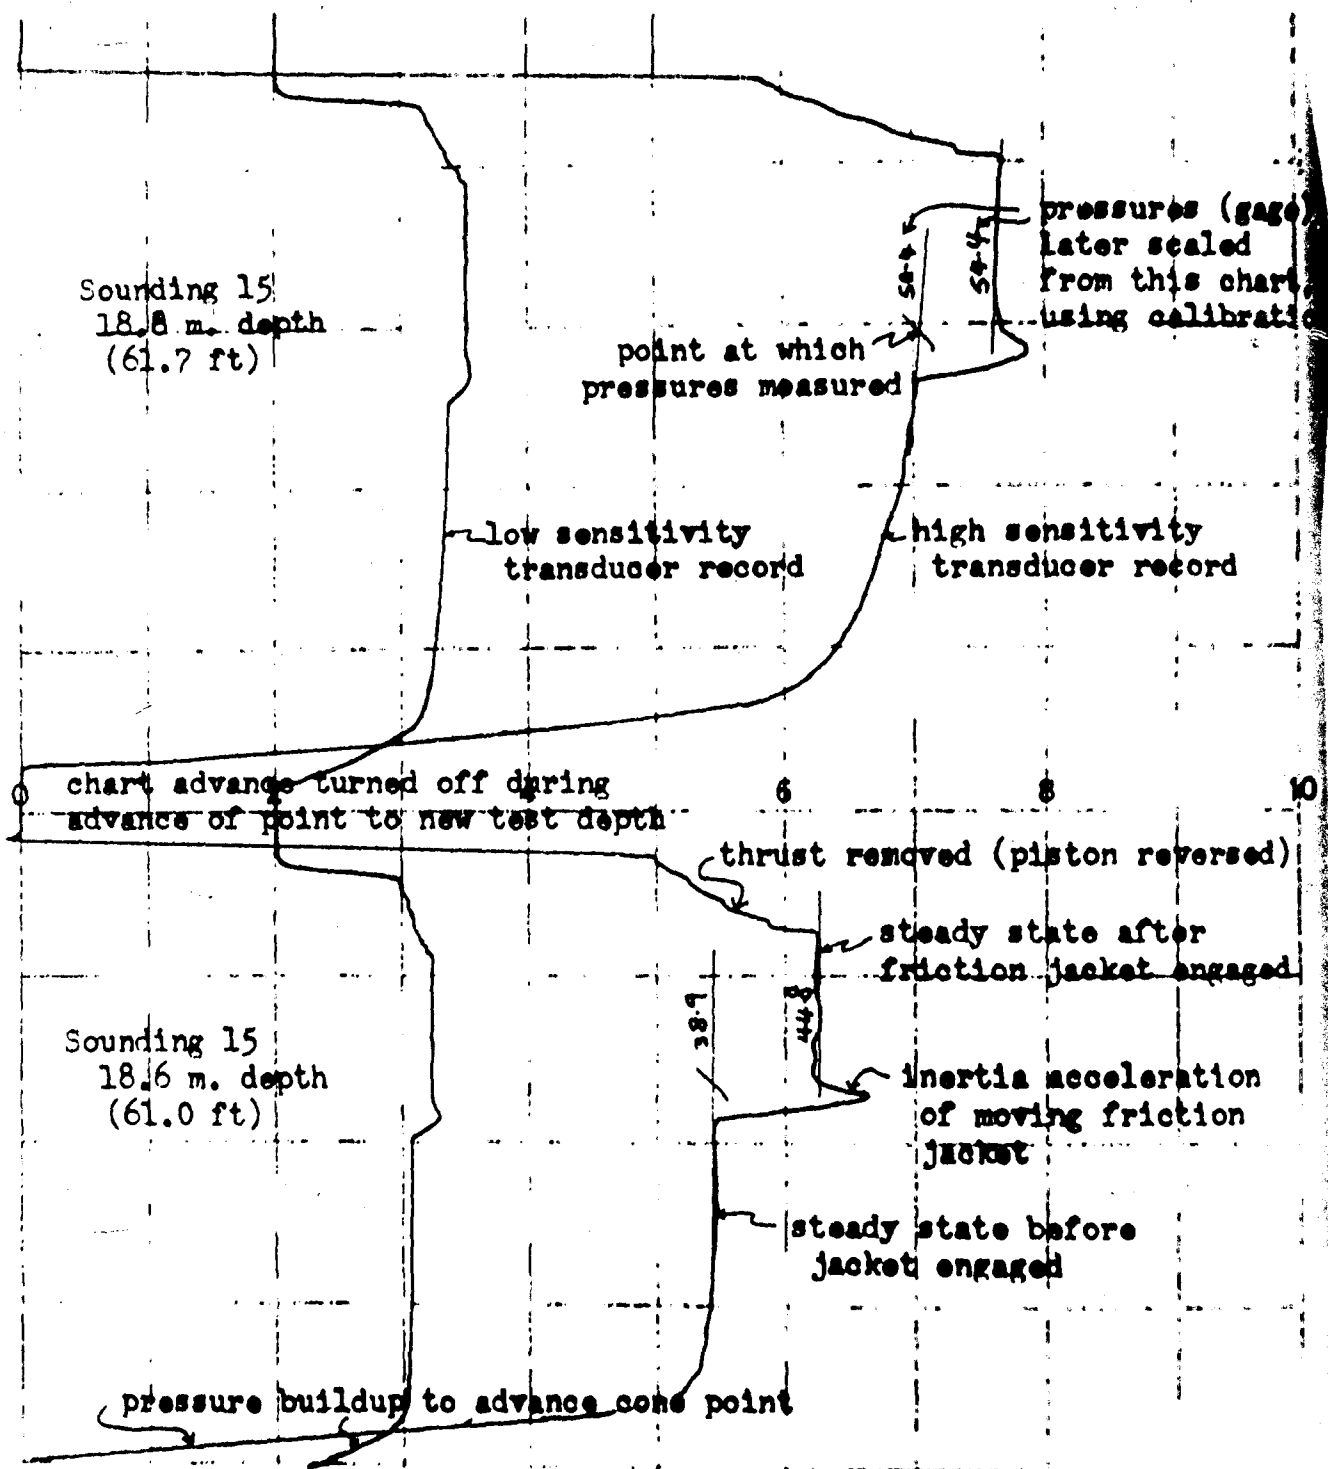 pressures (gage)
later scaled
from this chart,
using calibratio
50.4
54.4
Sounding 15
18.8 m. depth
(61.7 ft)
point at which
pressures measured
low sensitivity
transducer record
high sensitivity
transducer record
chart advance turned off during
advance of point to new test depth
0
6
8
10
thrust removed (piston reversed)
steady state after
friction jacket engaged
38.9
44.8
Sounding 15
18.6 m. depth
(61.0 ft)
inertia acceleration
of moving friction
jacket
steady state before
jacket engaged
pressure buildup to advance cone point